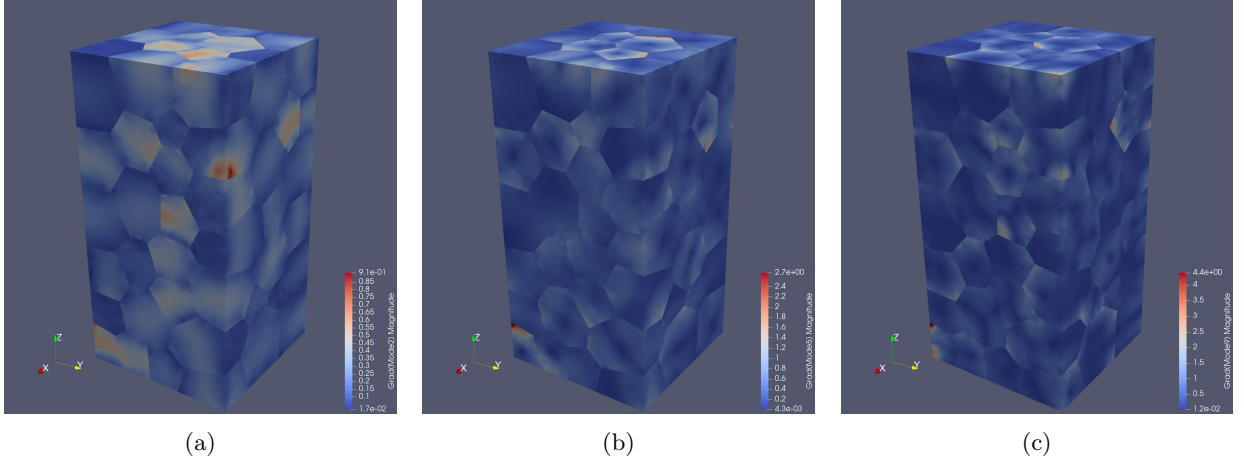 9.1e-01
0.85
0.8
0.75
0.7
0.65
0.6
0.55
0.5
0.45
0.4
0.35
0.3
0.25
0.2
0.15
0.1
1.7e-02
Grad(Mode2) Magnitude
Z
X
Y
(a)
2.7e+00
2.4
2.2
2
1.8
1.6
1.4
1.2
1
0.8
0.6
0.4
0.2
4.3e-03
Grad(Mode5) Magnitude
Z
X
Y
(b)
4.4e+00
4
3.5
3
2.5
2
1.5
1
0.5
1.2e-02
Grad(Mode9) Magnitude
Z
X
Y
(c)